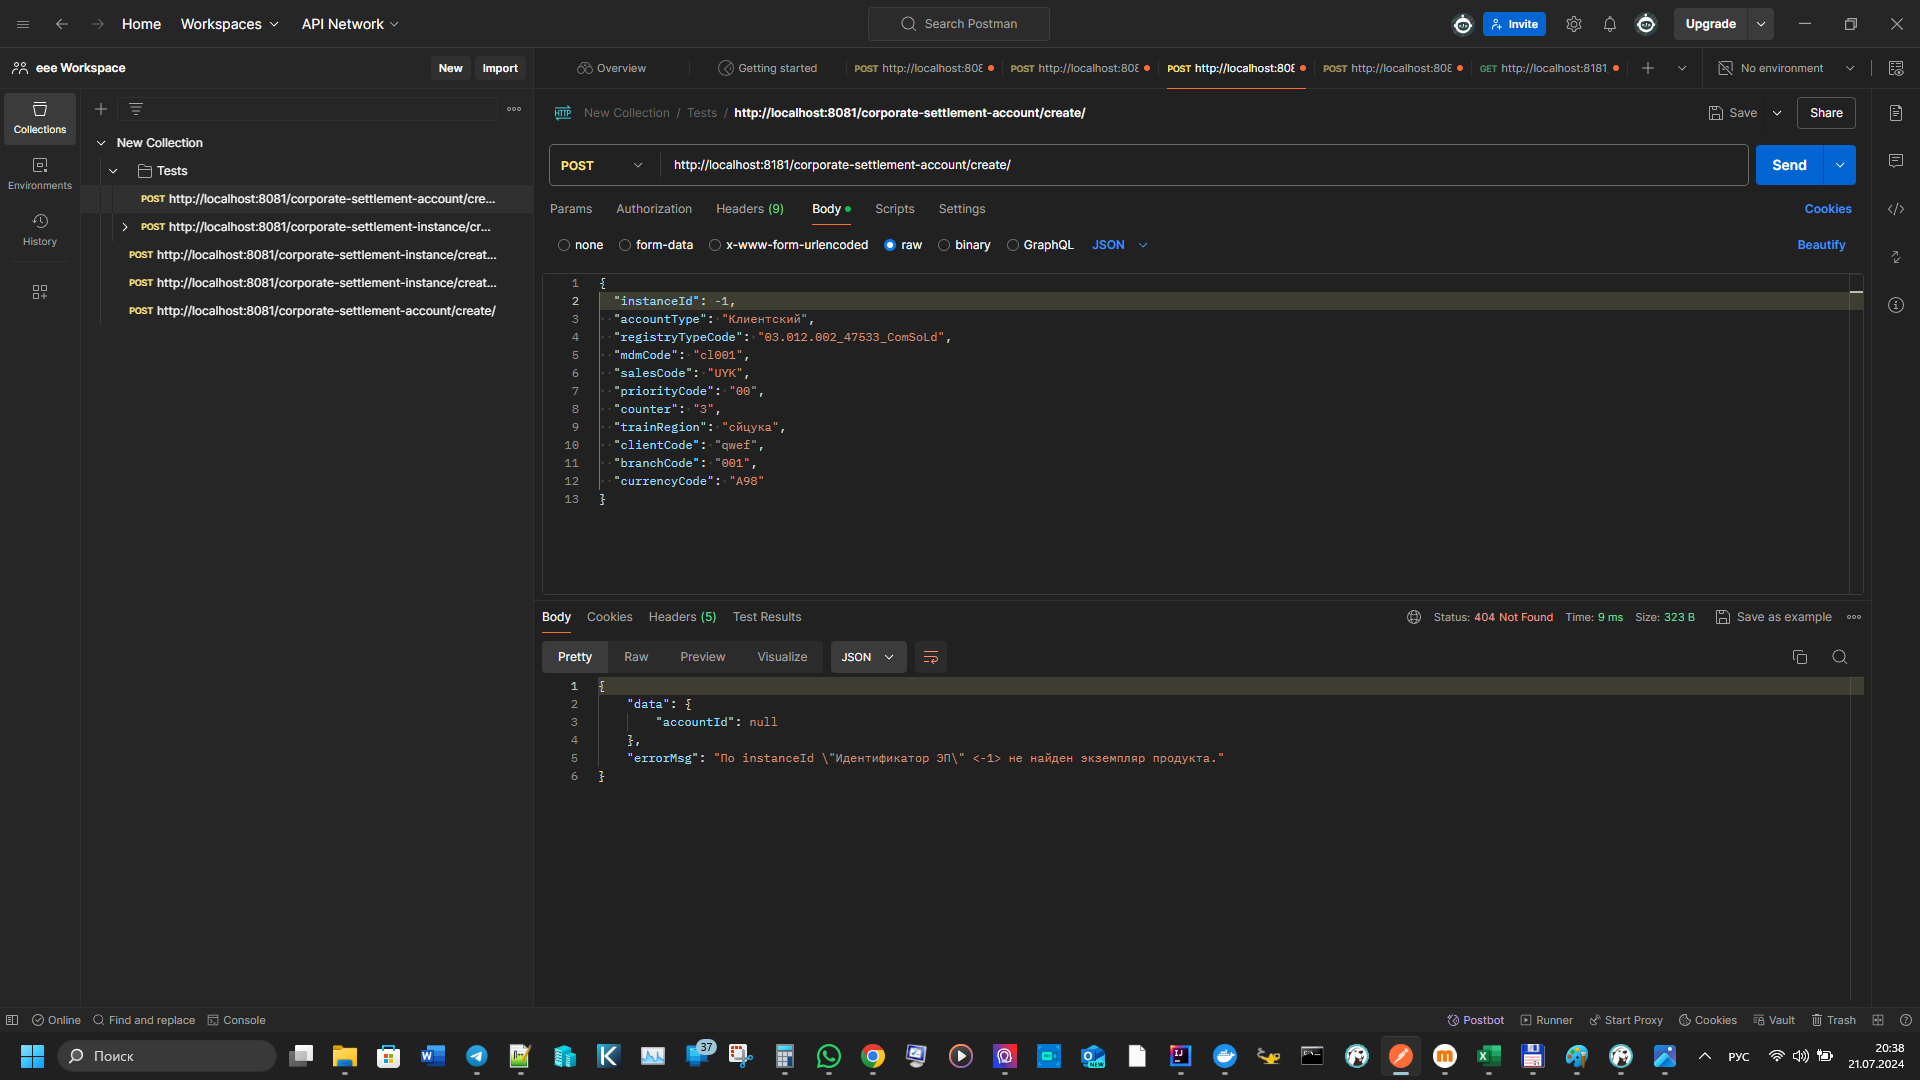 Home
Workspaces
API Network
Search Postman
Invite
Upgrade
eee Workspace
New
Import
Overview
Getting started
POST http://localhost:808
POST http://localhost:808
POST http://localhost:808
POST http://localhost:808
GET http://localhost:8181
No environment
Collections
Environments
History
New Collection
Tests
POST http://localhost:8081/corporate-settlement-account/cre...
POST http://localhost:8081/corporate-settlement-instance/cr...
POST http://localhost:8081/corporate-settlement-instance/creat...
POST http://localhost:8081/corporate-settlement-instance/creat...
POST http://localhost:8081/corporate-settlement-account/create/
HTTP New Collection / Tests / http://localhost:8081/corporate-settlement-account/create/
Save
Share
POST
http://localhost:8181/corporate-settlement-account/create/
Send
Params
Authorization
Headers (9)
Body
Scripts
Settings
Cookies
none
form-data
x-www-form-urlencoded
raw
binary
GraphQL
JSON
Beautify
1 {
2 "instanceId": -1,
3 "accountType": "Клиентский",
4 "registryTypeCode": "03.012.002_47533_ComSoLd",
5 "mdmCode": "cl001",
6 "salesCode": "UYK",
7 "priorityCode": "00",
8 "counter": "3",
9 "trainRegion": "сйцука",
10 "clientCode": "qwef",
11 "branchCode": "001",
12 "currencyCode": "A98"
13 }
Body
Cookies
Headers (5)
Test Results
Status: 404 Not Found
Time: 9 ms
Size: 323 B
Save as example
Pretty
Raw
Preview
Visualize
JSON
1 {
2 "data": {
3 "accountId": null
4 },
5 "errorMsg": "По instanceId \"Идентификатор ЭП\" <-1> не найден экземпляр продукта."
6 }
Online
Find and replace
Console
Postbot
Runner
Start Proxy
Cookies
Vault
Trash
Поиск
37
NEW
РУС
20:38
21.07.2024